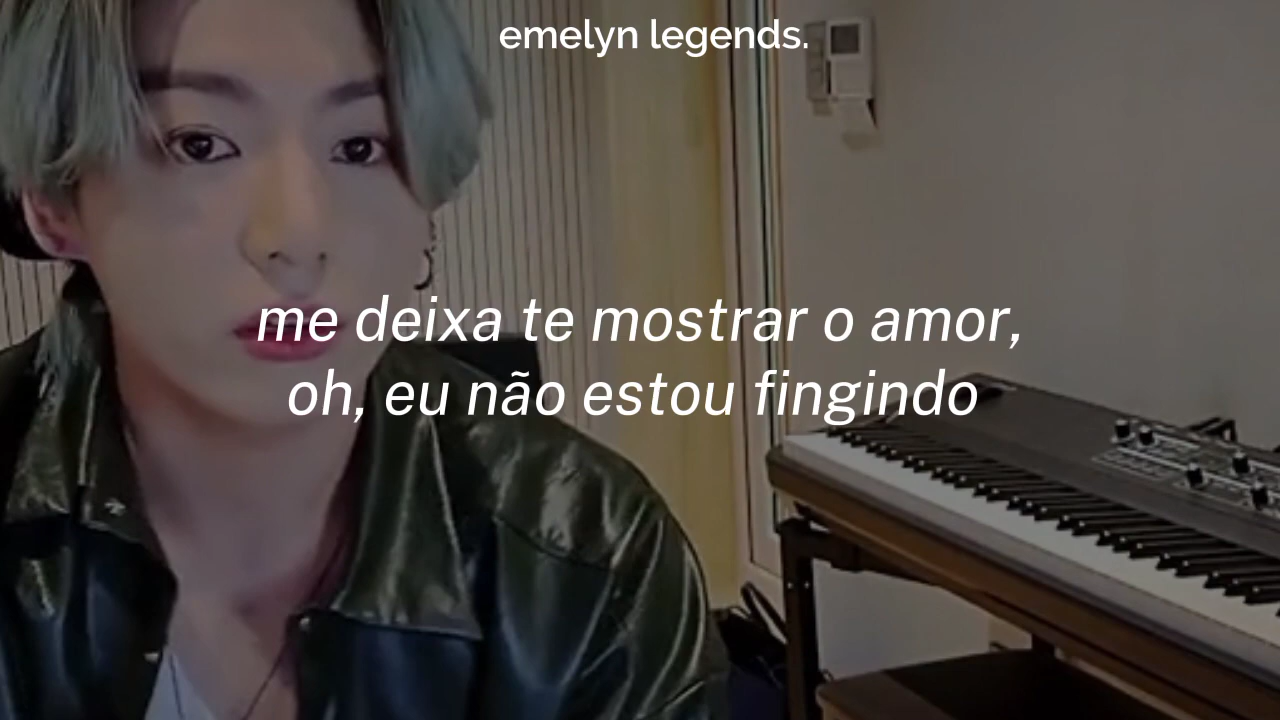 emelyn legends.
me deixa te mostrar o amor,
oh, eu não estou fingindo